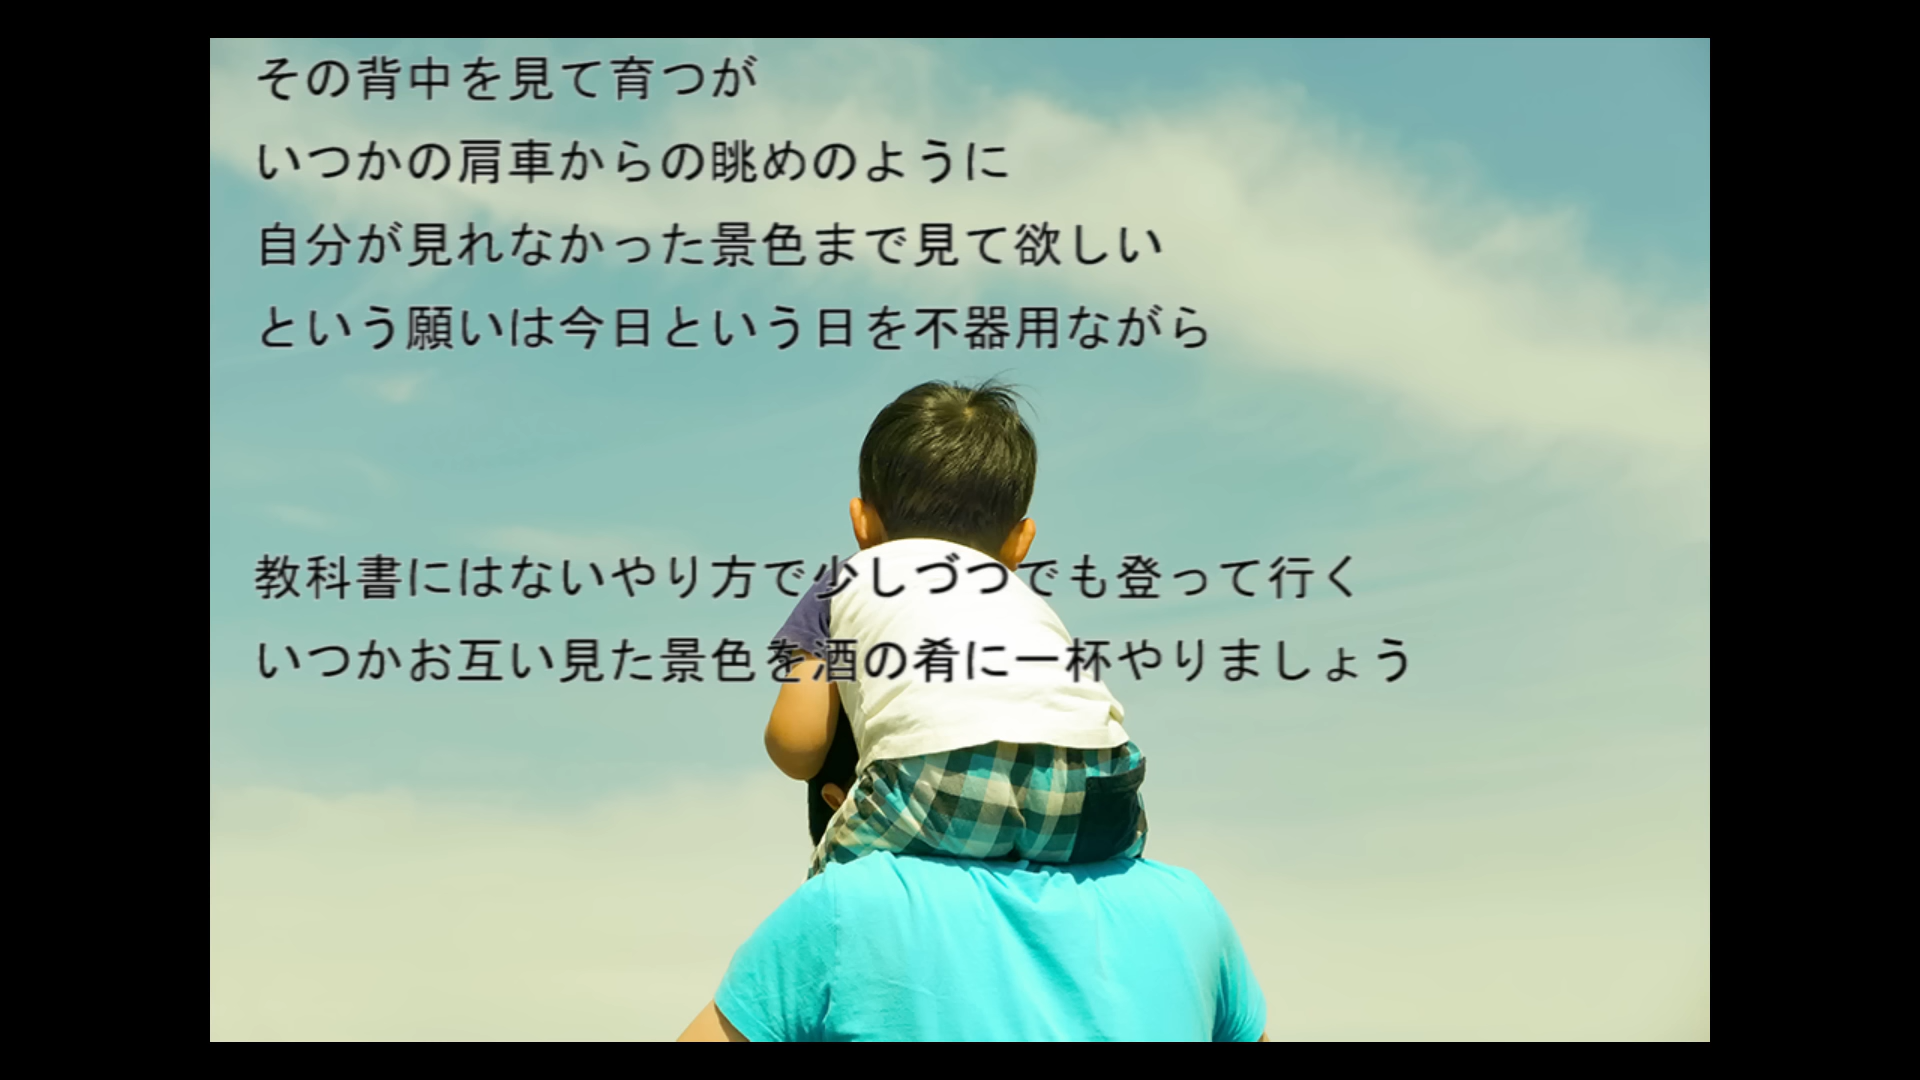 その背中を見て育つが
いつかの肩車からの眺めのように
自分が見れなかった景色まで見て欲しい
という願いは今日という日を不器用ながら
教科書にはないやり方で少しづつでも登って行く
いつかお互い見た景色を酒の肴に一杯やりましょう